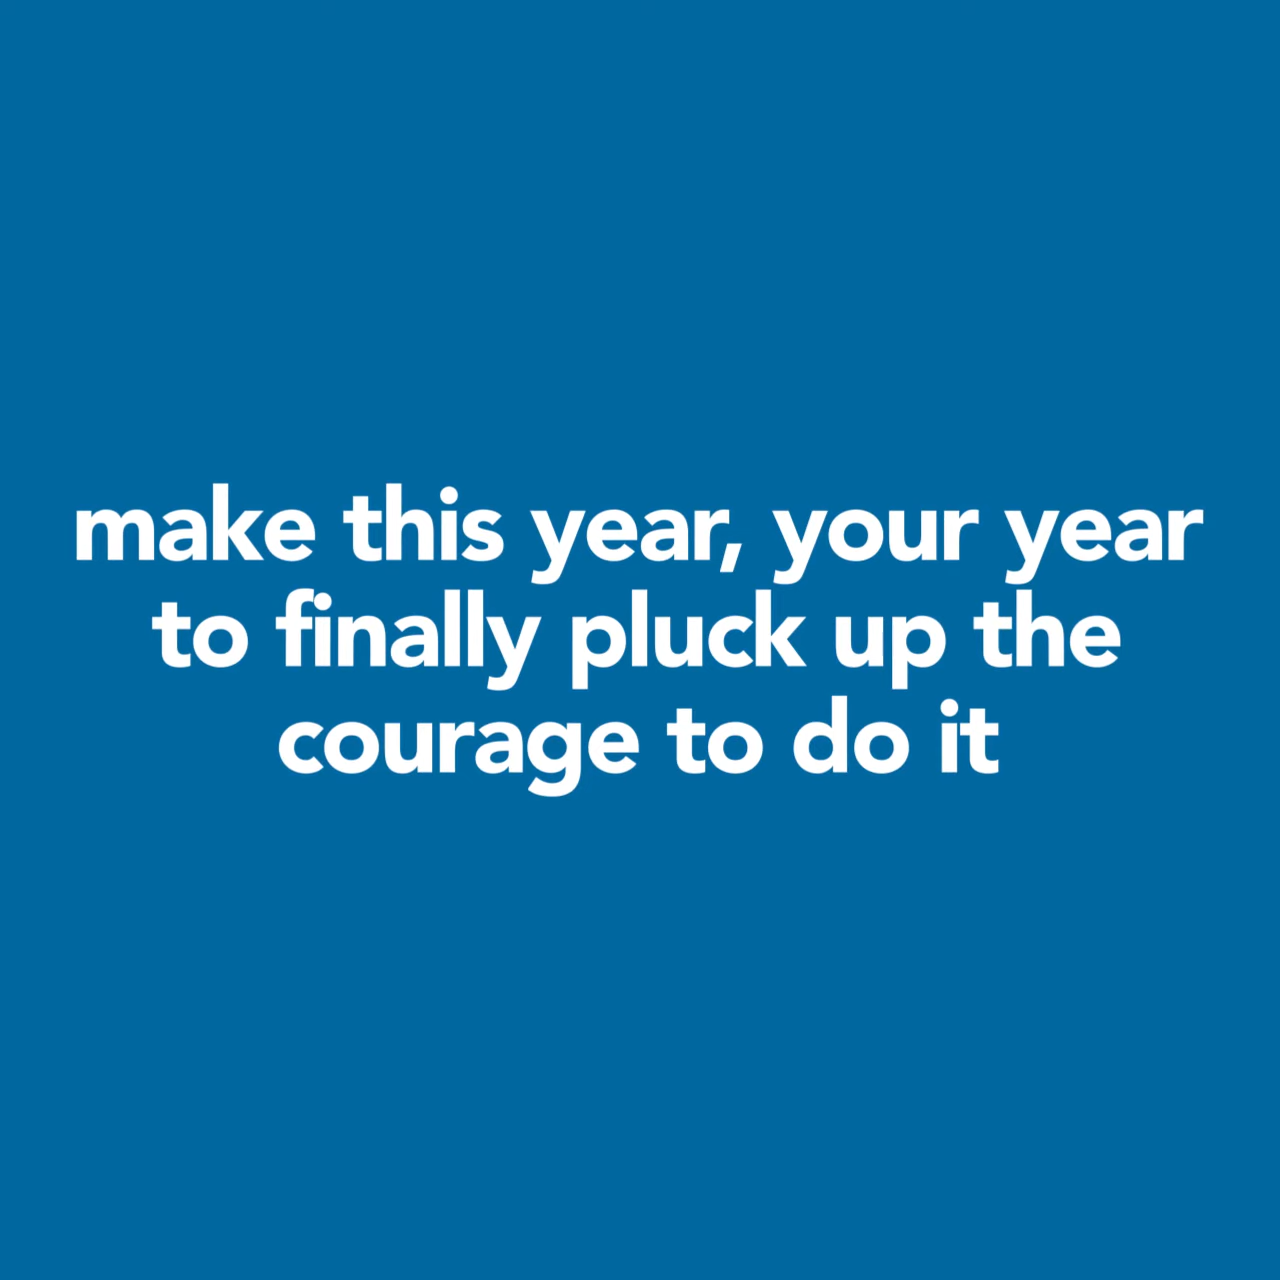 make this year, your year
to finally pluck up the
courage to do it